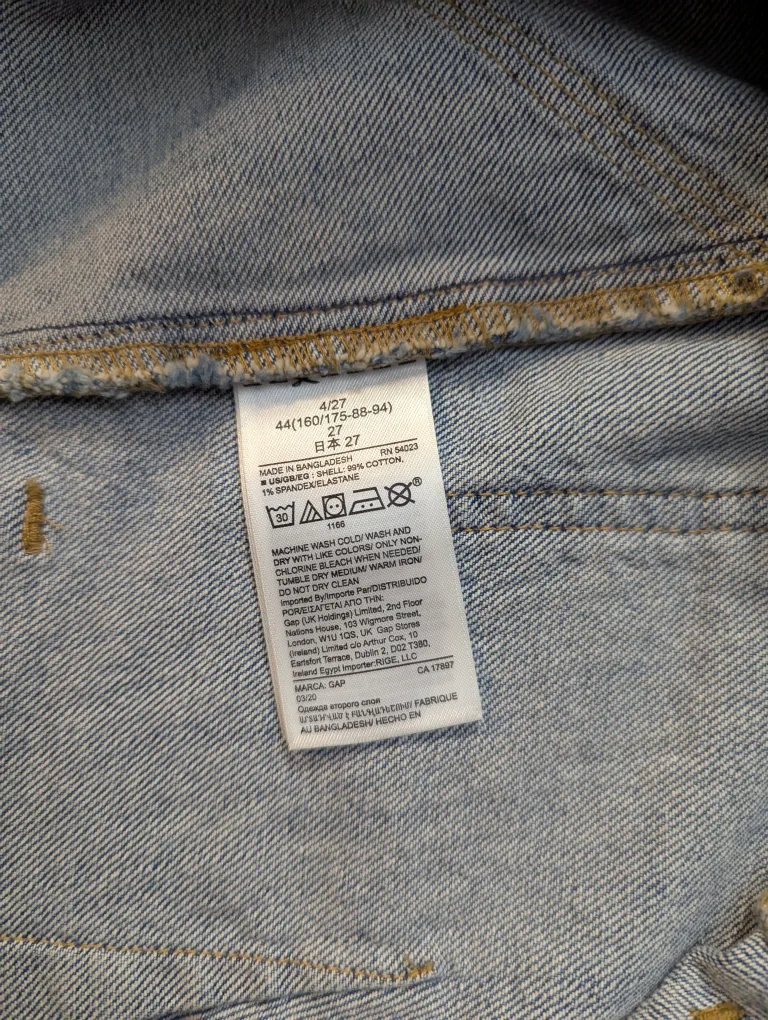 4/27
44(160/175-88-94)
27
日本 27
MADE IN BANGLADESH RN 54023
■ US/GB/EG : SHELL: 99% COTTON,
1% SPANDEX/ELASTANE
30 ®
1166
MACHINE WASH COLD/ WASH AND
DRY WITH LIKE COLORS/ ONLY NON-
CHLORINE BLEACH WHEN NEEDED/
TUMBLE DRY MEDIUM/ WARM IRON/
DO NOT DRY CLEAN
Imported By/Importe Par/DISTRIBUIDO
POR/ΕΙΣΑΓΕΤΑΙ ΑΠΟ ΤΗΝ:
Gap (UK Holdings) Limited, 2nd Floor
Nations House, 103 Wigmore Street,
London, W1U 1QS, UK Gap Stores
(Ireland) Limited c/o Arthur Cox, 10
Earlsfort Terrace, Dublin 2, D02 T380,
Ireland Egypt Importer:RIGE, LLC
CA 17897
MARCA: GAP
03/20
Одежда второго слоя
FABRIQUE
AU BANGLADESH/ HECHO EN